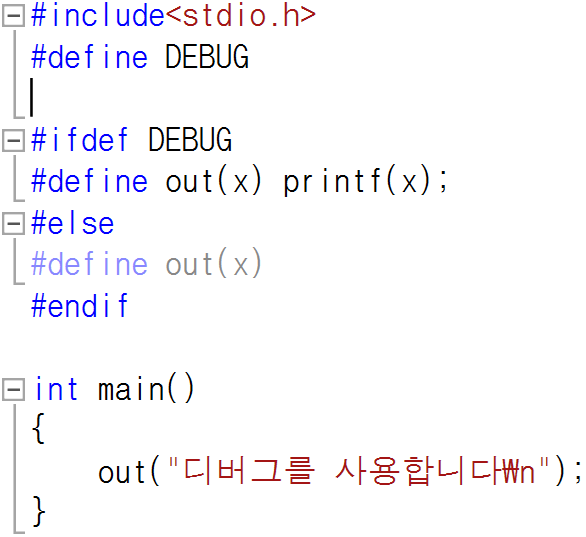 #include<stdio.h>
#define DEBUG
#ifdef DEBUG
#define out(x) printf(x);
#else
#define out(x)
#endif
int main()
{
out("디버그를 사용합니다₩n");
}